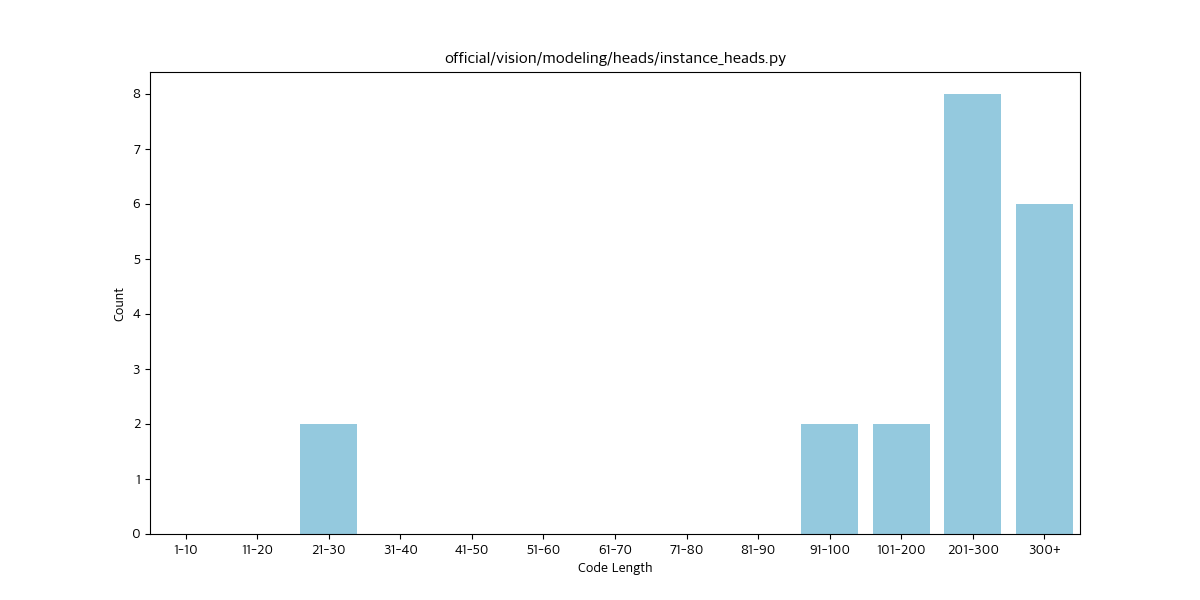 official/vision/modeling/heads/instance_heads.py
8
7
6
5
4
3
2
1
0
Count
1-10 11-20 21-30 31-40 41-50 51-60 61-70 71-80 81-90 91-100 101-200 201-300 300+
Code Length